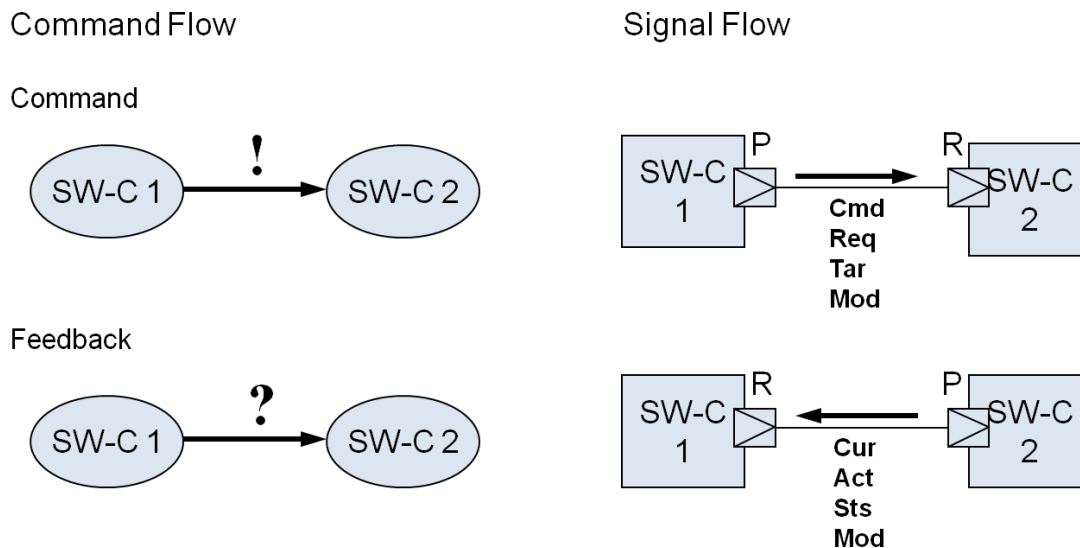 Command Flow
Signal Flow
Command
!
SW-C 1
SW-C 2
P
R
SW-C
1
SW-C
2
Cmd
Req
Tar
Mod
Feedback
?
SW-C 1
SW-C 2
R
P
SW-C
1
SW-C
2
Cur
Act
Sts
Mod